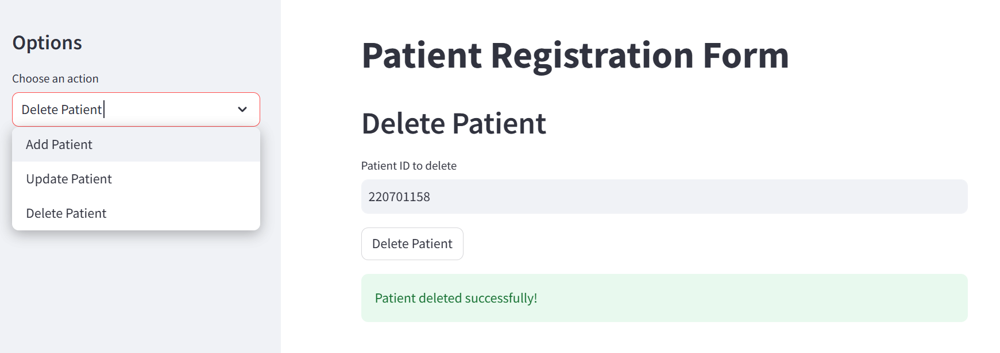 Options
Choose an action
Delete Patient
Add Patient
Update Patient
Delete Patient
Patient Registration Form
Delete Patient
Patient ID to delete
220701158
Delete Patient
Patient deleted successfully!